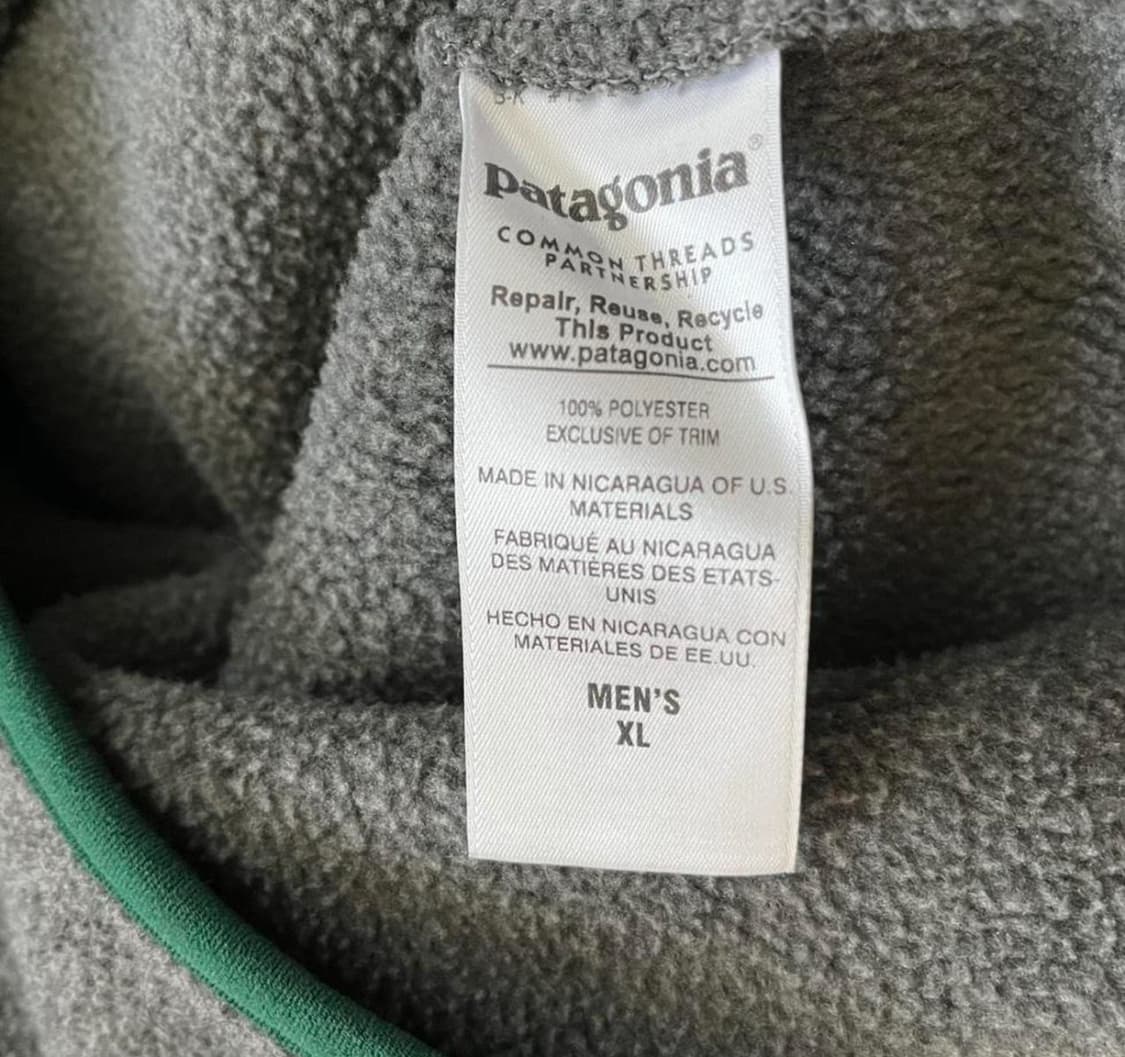 patagonia®
COMMON THREADS
PARTNERSHIP
Repair, Reuse, Recycle
This Product
www.patagonia.com
100% POLYESTER
EXCLUSIVE OF TRIM
MADE IN NICARAGUA OF U.S.
MATERIALS
FABRIQUÉ AU NICARAGUA
DES MATIÈRES DES ETATS-
UNIS
HECHO EN NICARAGUA CON
MATERIALES DE EE.UU.
MEN'S
XL